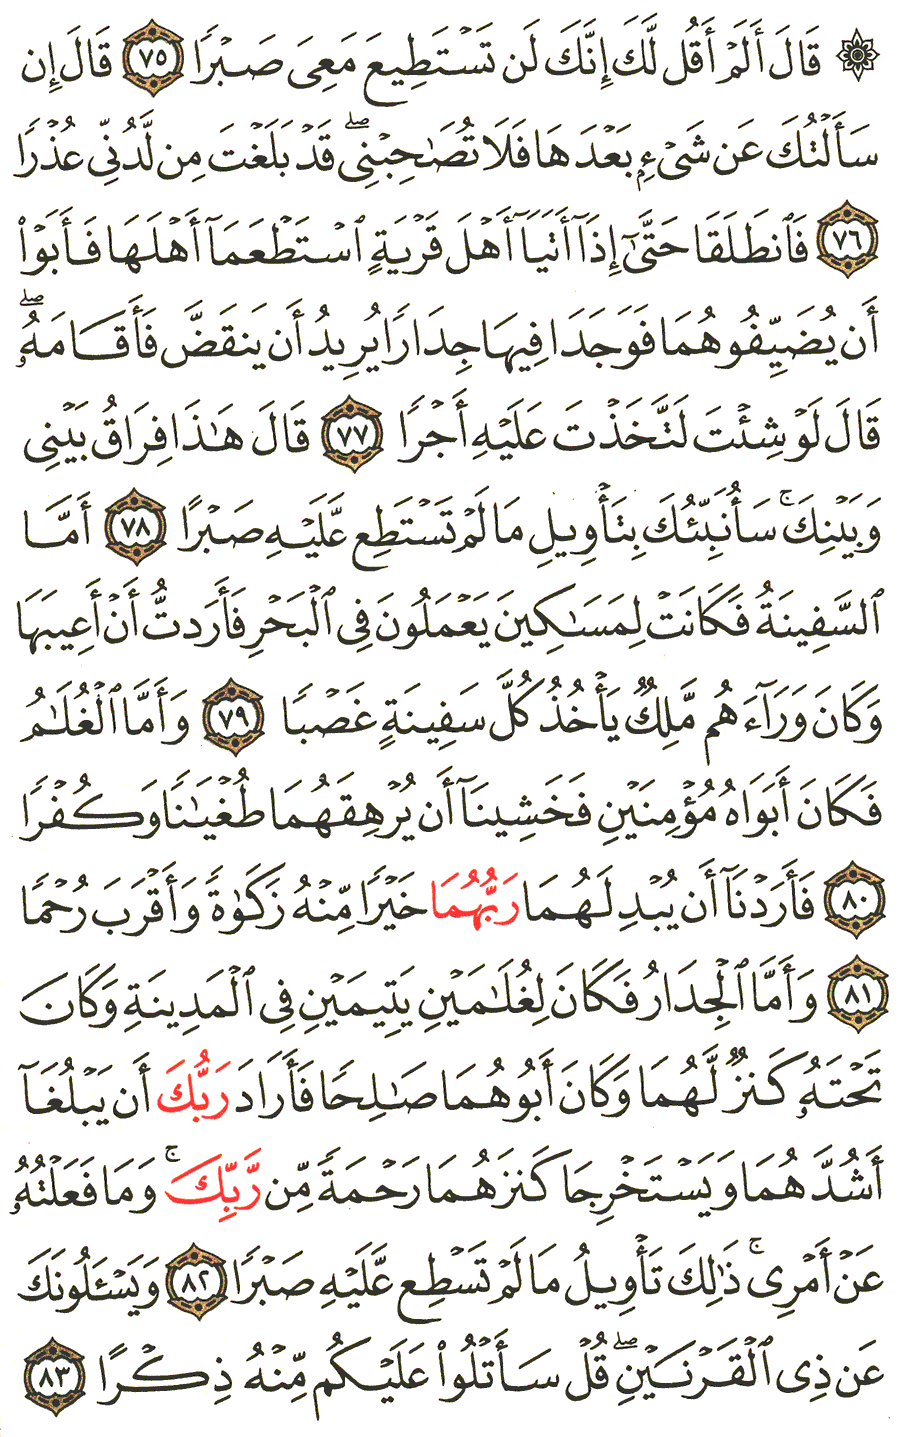 ۞ قَالَ أَلَمْ أَقُل لَّكَ إِنَّكَ لَن تَسْتَطِيعَ مَعِيَ صَبْرًا ٧٥ قَالَ إِن
سَأَلْتُكَ عَن شَىْءٍۭ بَعْدَهَا فَلَا تُصَٰحِبْنِى ۖ قَدْ بَلَغْتَ مِن لَّدُنِّى عُذْرًا
٧٦ فَٱنطَلَقَا حَتَّىٰٓ إِذَآ أَتَيَآ أَهْلَ قَرْيَةٍ ٱسْتَطْعَمَآ أَهْلَهَا فَأَبَوْا۟
أَن يُضَيِّفُوهُمَا فَوَجَدَا فِيهَا جِدَارًا يُرِيدُ أَن يَنقَضَّ فَأَقَامَهُۥ ۖ
قَالَ لَوْ شِئْتَ لَتَّخَذْتَ عَلَيْهِ أَجْرًا ٧٧ قَالَ هَٰذَا فِرَاقُ بَيْنِى
وَبَيْنِكَ ۚ سَأُنَبِّئُكَ بِتَأْوِيلِ مَا لَمْ تَسْتَطِع عَّلَيْهِ صَبْرًا ٧٨ أَمَّا
ٱلسَّفِينَةُ فَكَانَتْ لِمَسَٰكِينَ يَعْمَلُونَ فِى ٱلْبَحْرِ فَأَرَدتُّ أَنْ أَعِيبَهَا
وَكَانَ وَرَآءَهُم مَّلِكٌ يَأْخُذُ كُلَّ سَفِينَةٍ غَصْبًا ٧٩ وَأَمَّا ٱلْغُلَٰمُ
فَكَانَ أَبَوَاهُ مُؤْمِنَيْنِ فَخَشِينَآ أَن يُرْهِقَهُمَا طُغْيَٰنًا وَكُفْرًا
٨٠ فَأَرَدْنَآ أَن يُبْدِلَهُمَا رَبُّهُمَا خَيْرًا مِّنْهُ زَكَوٰةً وَأَقْرَبَ رُحْمًا
٨١ وَأَمَّا ٱلْجِدَارُ فَكَانَ لِغُلَٰمَيْنِ يَتِيمَيْنِ فِى ٱلْمَدِينَةِ وَكَانَ
تَحْتَهُۥ كَنزٌ لَّهُمَا وَكَانَ أَبُوهُمَا صَٰلِحًا فَأَرَادَ رَبُّكَ أَن يَبْلُغَآ
أَشُدَّهُمَا وَيَسْتَخْرِجَا كَنزَهُمَا رَحْمَةً مِّن رَّبِّكَ ۚ وَمَا فَعَلْتُهُۥ
عَنْ أَمْرِى ۚ ذَٰلِكَ تَأْوِيلُ مَا لَمْ تَسْطِع عَّلَيْهِ صَبْرًا ٨٢ وَيَسْـَٔلُونَكَ
عَن ذِى ٱلْقَرْنَيْنِ ۖ قُلْ سَأَتْلُوا۟ عَلَيْكُم مِّنْهُ ذِكْرًا ٨٣